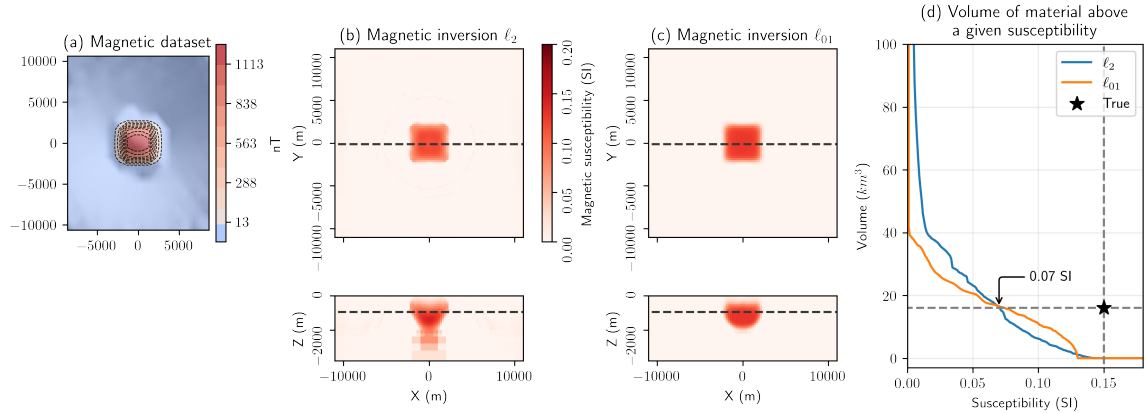 (a) Magnetic dataset
10000
5000
0
−5000
−10000
−5000
0
5000
1113
838
563
288
13
nT
(b) Magnetic inversion ℓ2
Y (m)
10000
0
−5000
−10000
0.20
0.15
0.10
0.05
0.00
Magnetic susceptibility (SI)
Z (m)
0
−2000
−10000
0
10000
X (m)
(c) Magnetic inversion ℓ01
Y (m)
10000
0
−5000
−10000
Z (m)
0
−2000
−10000
0
10000
X (m)
(d) Volume of material above
a given susceptibility
Volume (km³)
100
80
60
40
20
0
ℓ2
ℓ01
True
0.07 SI
0.00
0.05
0.10
0.15
Susceptibility (SI)